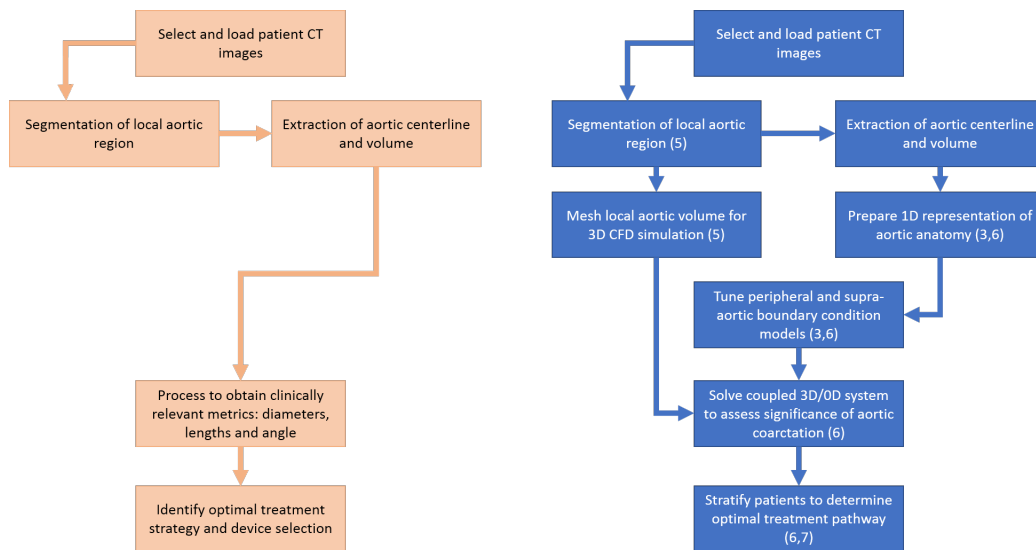 Select and load patient CT
images
Segmentation of local aortic
region
Extraction of aortic centerline
and volume
Process to obtain clinically
relevant metrics: diameters,
lengths and angle
Identify optimal treatment
strategy and device selection
Select and load patient CT
images
Segmentation of local aortic
region (5)
Extraction of aortic centerline
and volume
Mesh local aortic volume for
3D CFD simulation (5)
Prepare 1D representation of
aortic anatomy (3,6)
Tune peripheral and supra-
aortic boundary condition
models (3,6)
Solve coupled 3D/0D system
to assess significance of aortic
coarctation (6)
Stratify patients to determine
optimal treatment pathway
(6,7)